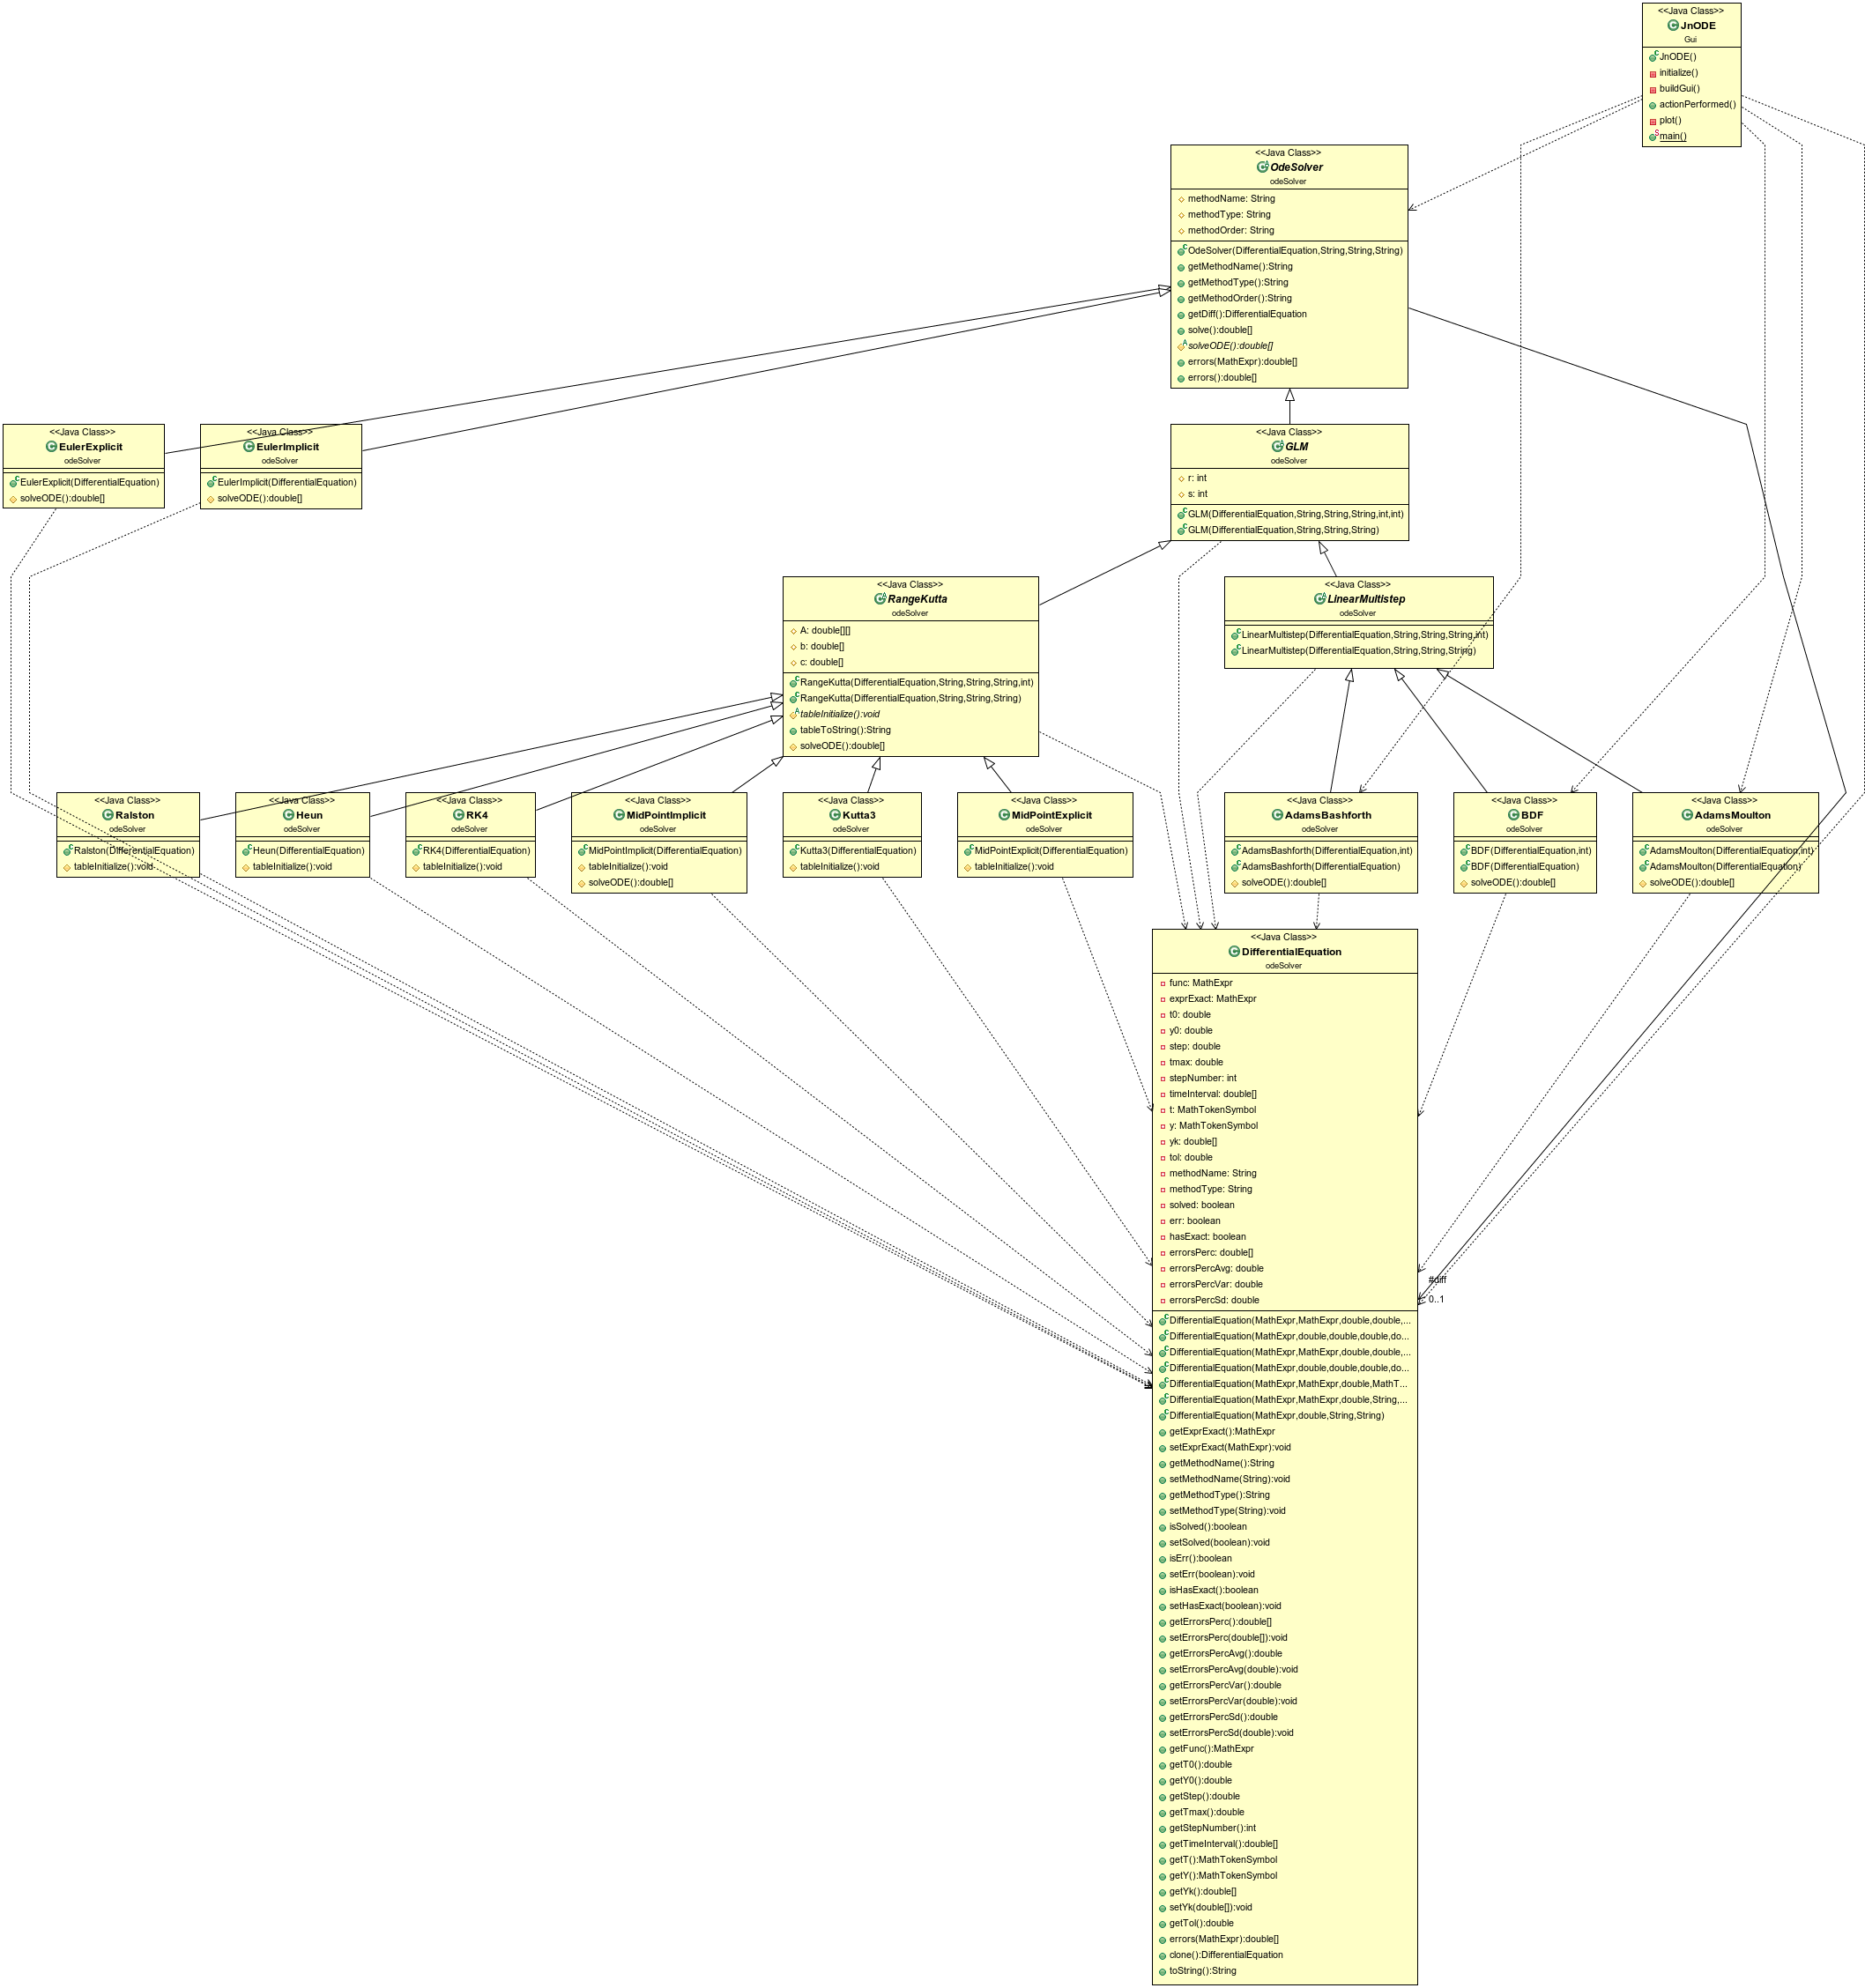 <<Java Class>>
JnODE
Gui
JnODE()
initialize()
buildGui()
actionPerformed()
plot()
main()
<<Java Class>>
OdeSolver
odeSolver
methodName: String
methodType: String
methodOrder: String
OdeSolver(DifferentialEquation,String,String,String)
getMethodName():String
getMethodType():String
getMethodOrder():String
getDiff():DifferentialEquation
solve():double[]
solveODE():double[]
errors(MathExpr):double[]
errors():double[]
<<Java Class>>
EulerExplicit
odeSolver
EulerExplicit(DifferentialEquation)
solveODE():double[]
<<Java Class>>
EulerImplicit
odeSolver
EulerImplicit(DifferentialEquation)
solveODE():double[]
<<Java Class>>
GLM
odeSolver
r: int
s: int
GLM(DifferentialEquation,String,String,String,int,int)
GLM(DifferentialEquation,String,String,String)
<<Java Class>>
RangeKutta
odeSolver
A: double[][]
b: double[]
c: double[]
RangeKutta(DifferentialEquation,String,String,String,int)
RangeKutta(DifferentialEquation,String,String,String)
tableInitialize():void
tableToString():String
solveODE():double[]
<<Java Class>>
LinearMultistep
odeSolver
LinearMultistep(DifferentialEquation,String,String,String,int)
LinearMultistep(DifferentialEquation,String,String,String)
<<Java Class>>
Ralston
odeSolver
Ralston(DifferentialEquation)
tableInitialize():void
<<Java Class>>
Heun
odeSolver
Heun(DifferentialEquation)
tableInitialize():void
<<Java Class>>
RK4
odeSolver
RK4(DifferentialEquation)
tableInitialize():void
<<Java Class>>
MidPointImplicit
odeSolver
MidPointImplicit(DifferentialEquation)
tableInitialize():void
solveODE():double[]
<<Java Class>>
Kutta3
odeSolver
Kutta3(DifferentialEquation)
tableInitialize():void
<<Java Class>>
MidPointExplicit
odeSolver
MidPointExplicit(DifferentialEquation)
tableInitialize():void
<<Java Class>>
AdamsBashforth
odeSolver
AdamsBashforth(DifferentialEquation,int)
AdamsBashforth(DifferentialEquation)
solveODE():double[]
<<Java Class>>
BDF
odeSolver
BDF(DifferentialEquation,int)
BDF(DifferentialEquation)
solveODE():double[]
<<Java Class>>
AdamsMoulton
odeSolver
AdamsMoulton(DifferentialEquation,int)
AdamsMoulton(DifferentialEquation)
solveODE():double[]
<<Java Class>>
DifferentialEquation
odeSolver
func: MathExpr
exprExact: MathExpr
t0: double
y0: double
step: double
tmax: double
stepNumber: int
timeInterval: double[]
t: MathTokenSymbol
y: MathTokenSymbol
yk: double[]
tol: double
methodName: String
methodType: String
solved: boolean
err: boolean
hasExact: boolean
errorsPerc: double[]
errorsPercAvg: double
errorsPercVar: double
errorsPercSd: double
#diff
0..1
DifferentialEquation(MathExpr,MathExpr,double,double,...
DifferentialEquation(MathExpr,double,double,double,do...
DifferentialEquation(MathExpr,MathExpr,double,double,...
DifferentialEquation(MathExpr,double,double,double,do...
DifferentialEquation(MathExpr,MathExpr,double,MathT...
DifferentialEquation(MathExpr,MathExpr,double,String,...
DifferentialEquation(MathExpr,double,String,String)
getExprExact():MathExpr
setExprExact(MathExpr):void
getMethodName():String
setMethodName(String):void
getMethodType():String
setMethodType(String):void
isSolved():boolean
setSolved(boolean):void
isErr():boolean
setErr(boolean):void
isHasExact():boolean
setHasExact(boolean):void
getErrorsPerc():double[]
setErrorsPerc(double[]):void
getErrorsPercAvg():double
setErrorsPercAvg(double):void
getErrorsPercVar():double
setErrorsPercVar(double):void
getErrorsPercSd():double
setErrorsPercSd(double):void
getFunc():MathExpr
getT0():double
getY0():double
getStep():double
getTmax():double
getStepNumber():int
getTimeInterval():double[]
getT():MathTokenSymbol
getY():MathTokenSymbol
getYk():double[]
setYk(double[]):void
getTol():double
errors(MathExpr):double[]
clone():DifferentialEquation
toString():String